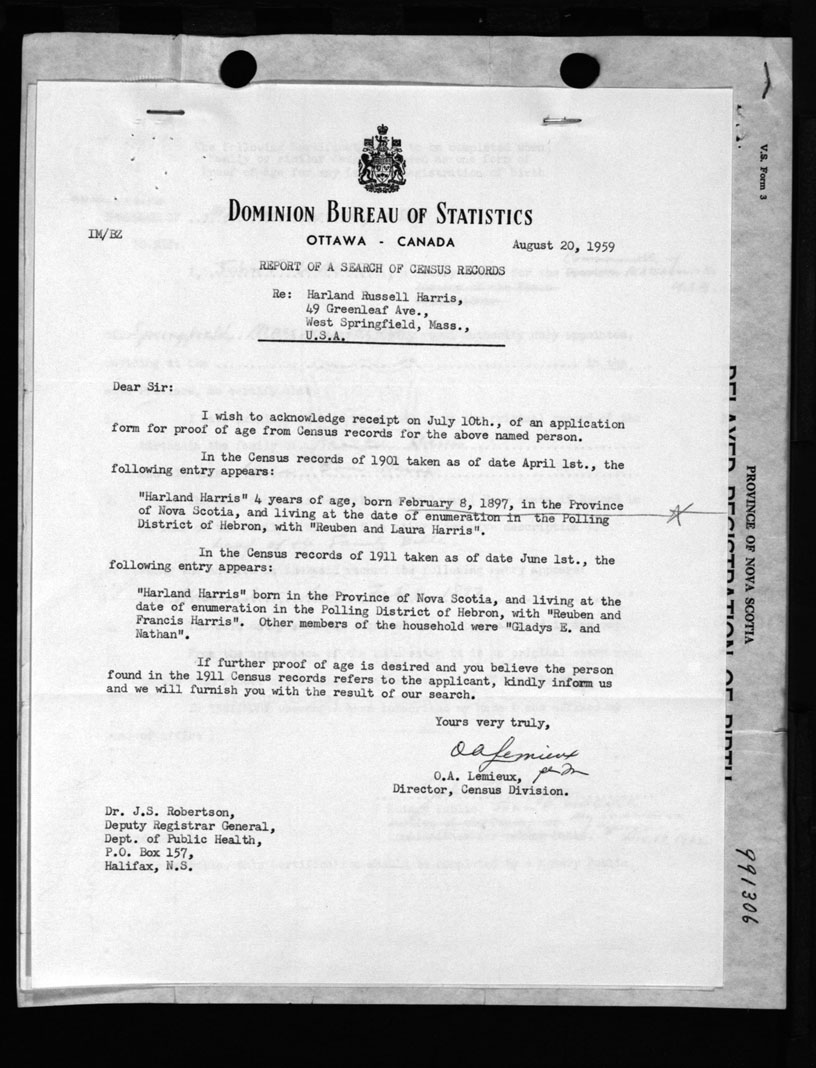 DOMINION BUREAU OF STATISTICS
OTTAWA - CANADA
IM/BZ
August 20, 1959
REPORT OF A SEARCH OF CENSUS RECORDS
Re: Harland Russell Harris,
49 Greenleaf Ave.,
West Springfield, Mass.,
U.S.A.
Dear Sir:
I wish to acknowledge receipt on July 10th., of an application
form for proof of age from Census records for the above named person.
In the Census records of 1901 taken as of date April 1st., the
following entry appears:
"Harland Harris" 4 years of age, born February 8, 1897, in the Province
of Nova Scotia, and living at the date of enumeration in the Polling
District of Hebron, with "Reuben and Laura Harris".
In the Census records of 1911 taken as of date June 1st., the
following entry appears:
"Harland Harris" born in the Province of Nova Scotia, and living at the
date of enumeration in the Polling District of Hebron, with "Reuben and
Francis Harris". Other members of the household were "Gladys E. and
Nathan".
If further proof of age is desired and you believe the person
found in the 1911 Census records refers to the applicant, kindly inform us
and we will furnish you with the result of our search.
Yours very truly,
O A Lemieux
O.A. Lemieux,
Director, Census Division.
Dr. J.S. Robertson,
Deputy Registrar General,
Dept. of Public Health,
P.O. Box 157,
Halifax, N.S.
V.S. Form 3
PROVINCE OF NOVA SCOTIA
DELAYED REGISTRATION OF BIRTH
991306